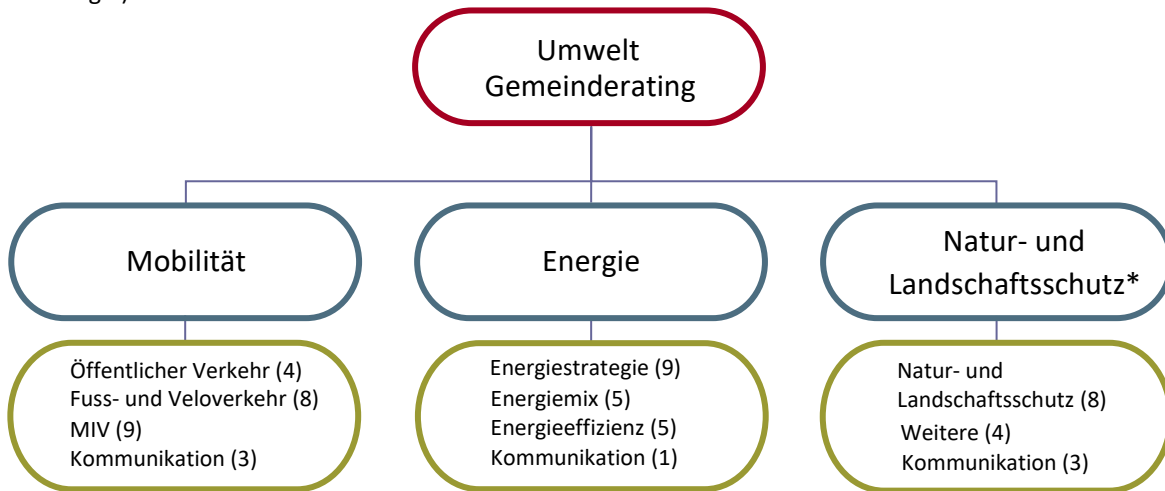 Umwelt
Gemeinderating
Mobilität
Energie
Natur- und
Landschaftsschutz*
Öffentlicher Verkehr (4)
Fuss- und Veloverkehr (8)
MIV (9)
Kommunikation (3)
Energiestrategie (9)
Energiemix (5)
Energieeffizienz (5)
Kommunikation (1)
Natur- und
Landschaftsschutz (8)
Weitere (4)
Kommunikation (3)